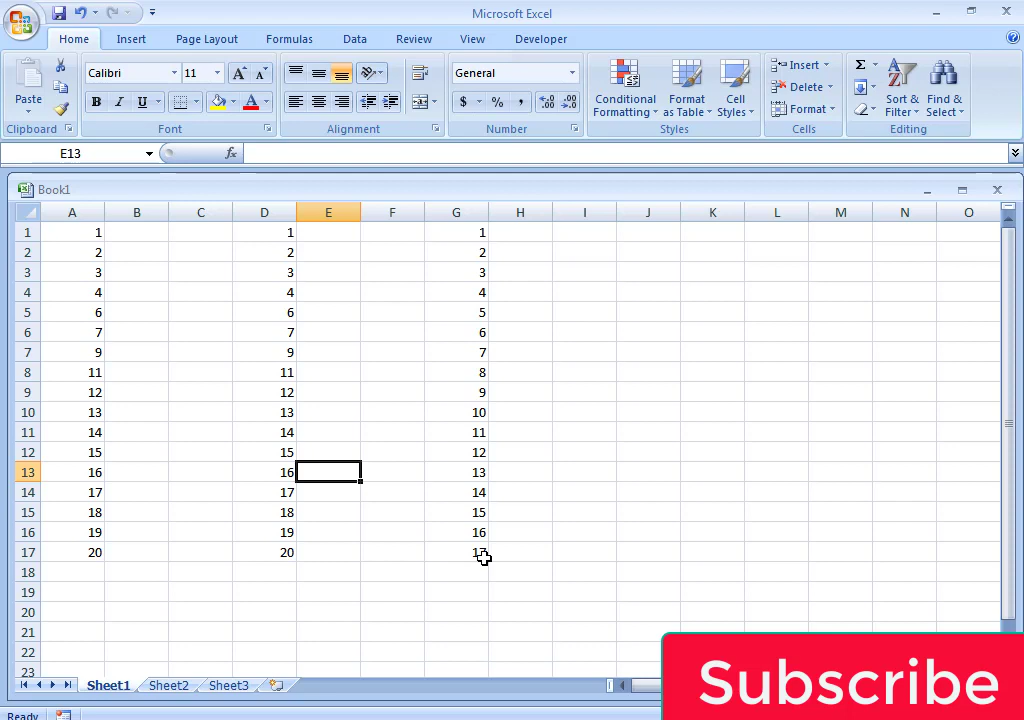 Microsoft Excel
Home Insert Page Layout Formulas Data Review View Developer
Paste
Calibri 11
B I U
General
$ % ,
Conditional Formatting
Format as Table
Cell Styles
Insert
Delete
Format
Σ
Sort & Filter
Find & Select
Clipboard Font Alignment Number Styles Cells Editing
E13 fx
Book1
A B C D E F G H I J K L M N O
1 1 1 1
2 2 2 2
3 3 3 3
4 4 4 4
5 6 6 5
6 7 7 6
7 9 9 7
8 11 11 8
9 12 12 9
10 13 13 10
11 14 14 11
12 15 15 12
13 16 16 13
14 17 17 14
15 18 18 15
16 19 19 16
17 20 20
18
19
20
21
22
23
Sheet1 Sheet2 Sheet3
Ready
Subscribe